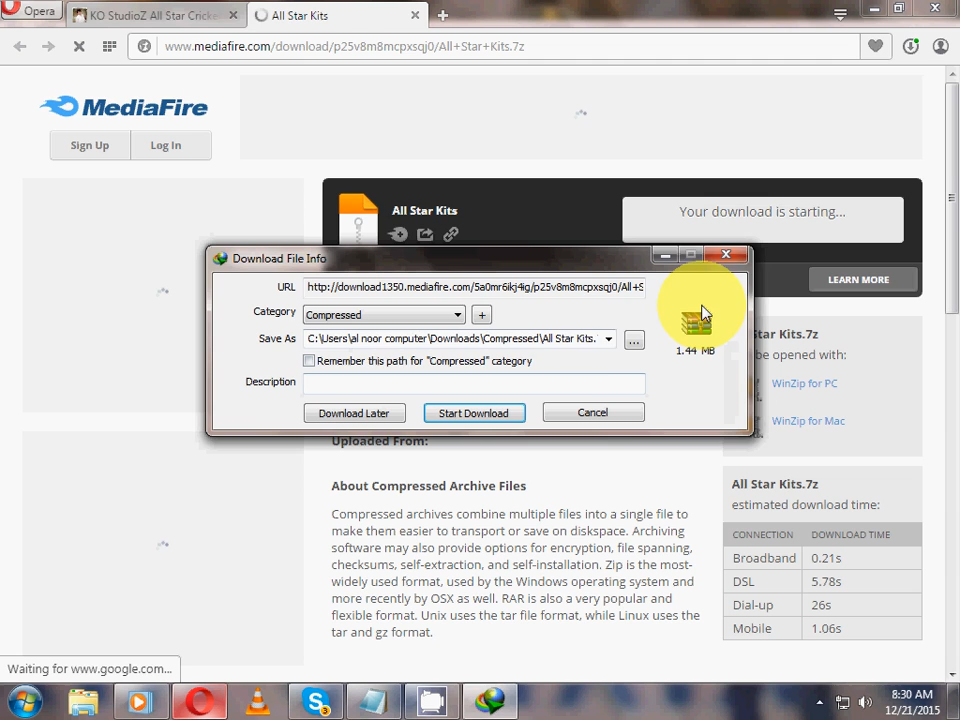 Opera
KO StudioZ All Star Cricke
All Star Kits
www.mediafire.com/download/p25v8m8mcpxsqj0/All+Star+Kits.7z
MediaFire
Sign Up
Log In
All Star Kits
Your download is starting...
LEARN MORE
Download File Info
URL
http://download1350.mediafire.com/5a0mr6ikj4ig/p25v8m8mcpxsqj0/All+S
Category
Compressed
+
Save As
C:\Users\al noor computer\Downloads\Compressed\All Star Kits.
...
1.44 MB
Remember this path for "Compressed" category
Description
Download Later
Start Download
Cancel
Star Kits.7z
be opened with:
WinZip for PC
WinZip for Mac
Uploaded From:
About Compressed Archive Files
Compressed archives combine multiple files into a single file to
make them easier to transport or save on diskspace. Archiving
software may also provide options for encryption, file spanning,
checksums, self-extraction, and self-installation. Zip is the most-
widely used format, used by the Windows operating system and
more recently by OSX as well. RAR is also a very popular and
flexible format. Unix uses the tar file format, while Linux uses the
tar and gz format.
All Star Kits.7z
estimated download time:
CONNECTION DOWNLOAD TIME
Broadband 0.21s
DSL 5.78s
Dial-up 26s
Mobile 1.06s
Waiting for www.google.com...
3
8:30 AM
12/21/2015